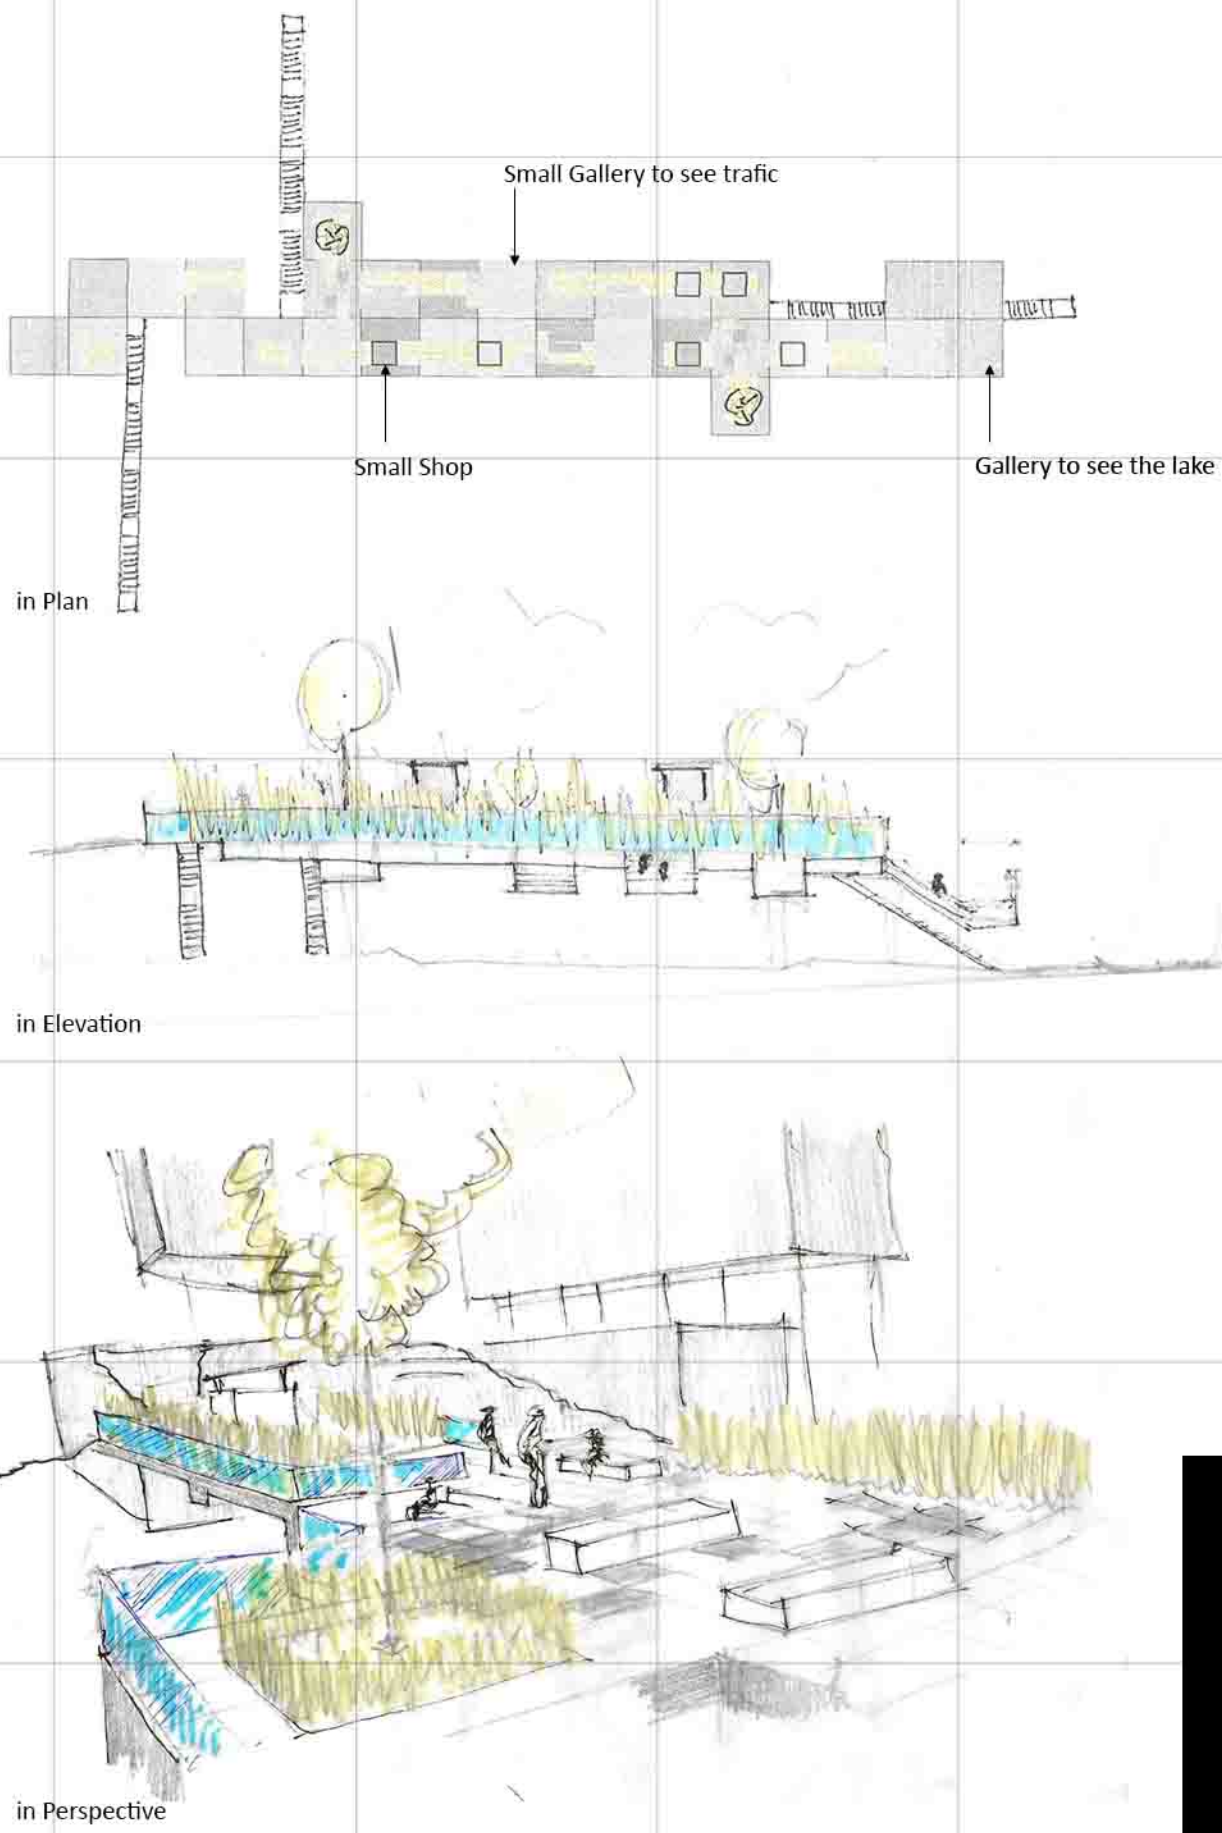 Small Gallery to see trafic
Small Shop
Gallery to see the lake
in Plan
in Elevation
in Perspective